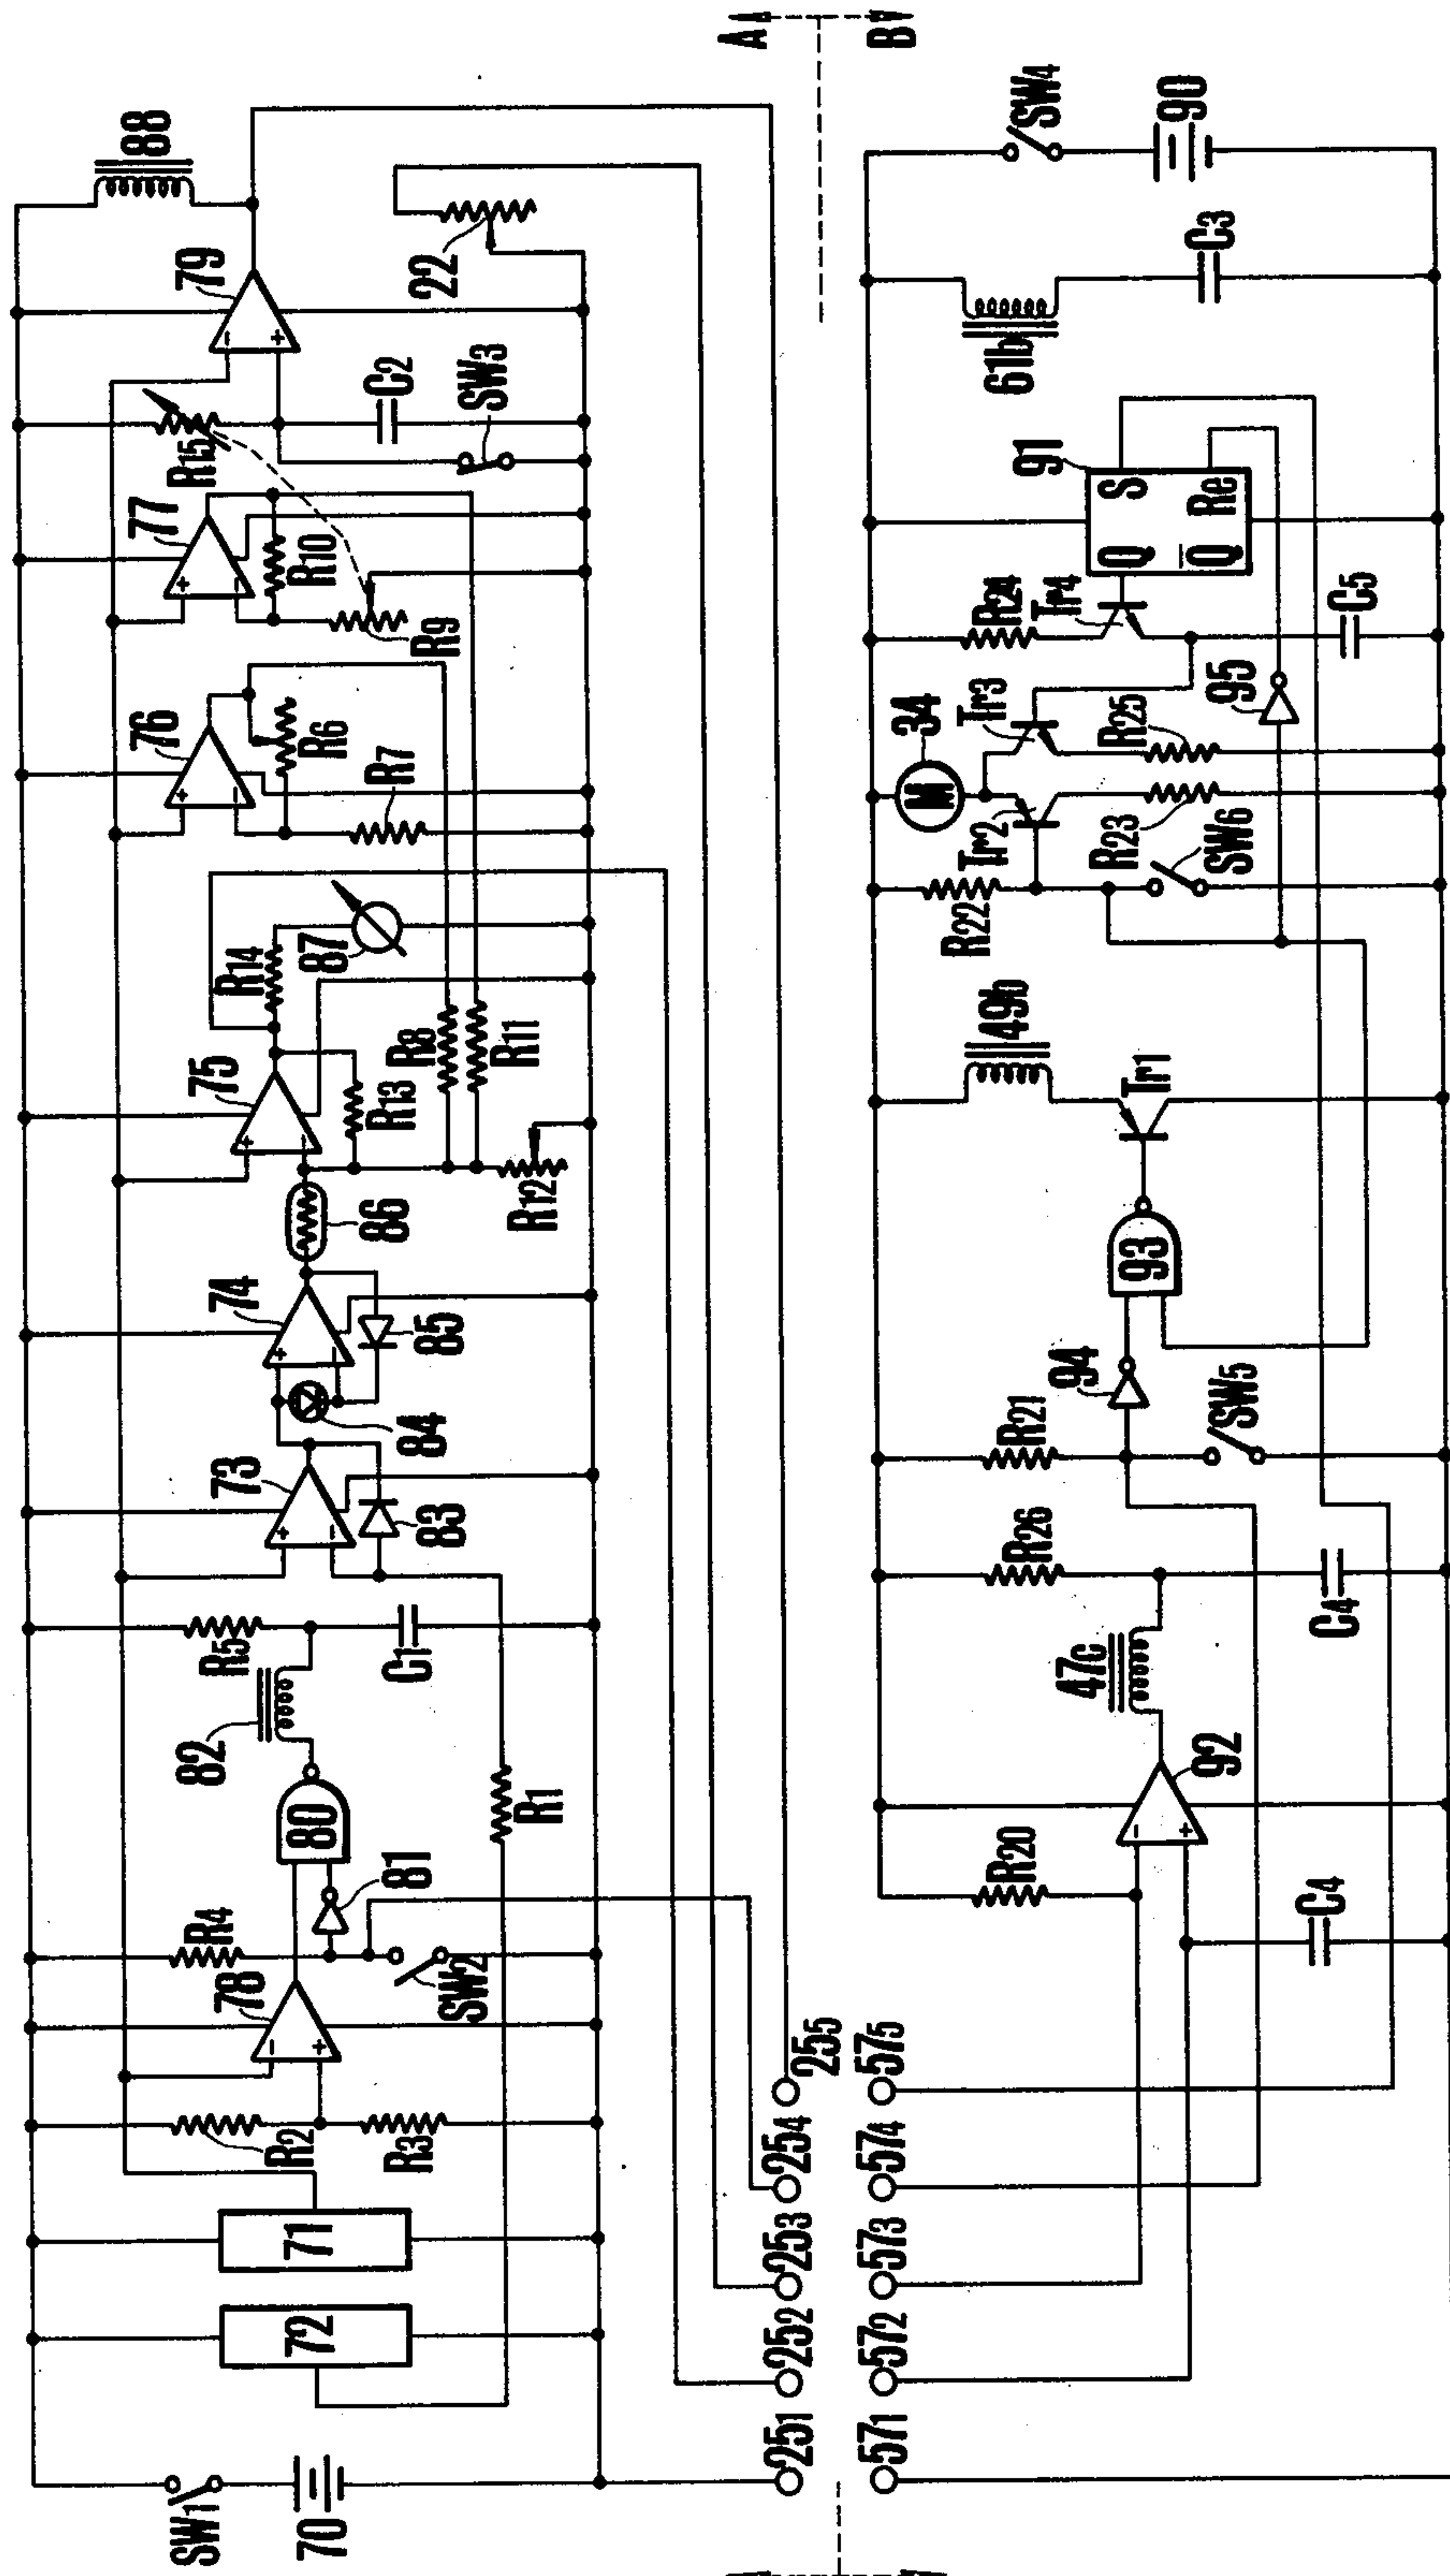 A
B
SW1
70
72
71
R2
R3
78
R4
SW2
81
80
82
R5
C1
R1
73
83
84
74
85
86
75
R13
R12
R14
87
R8
R11
76
R6
R7
77
R10
R9
R15
79
C2
SW3
22
88
251
252
253
254
255
571
572
573
574
575
R20
C4
92
47c
R26
C4
R21
SW5
94
93
Tr1
49b
R22
Tr2
R23
SW6
34
M
Tr3
R25
95
R24
Tr4
C5
91
Q
S
Q̅
Re
61b
C3
SW4
90
+
−